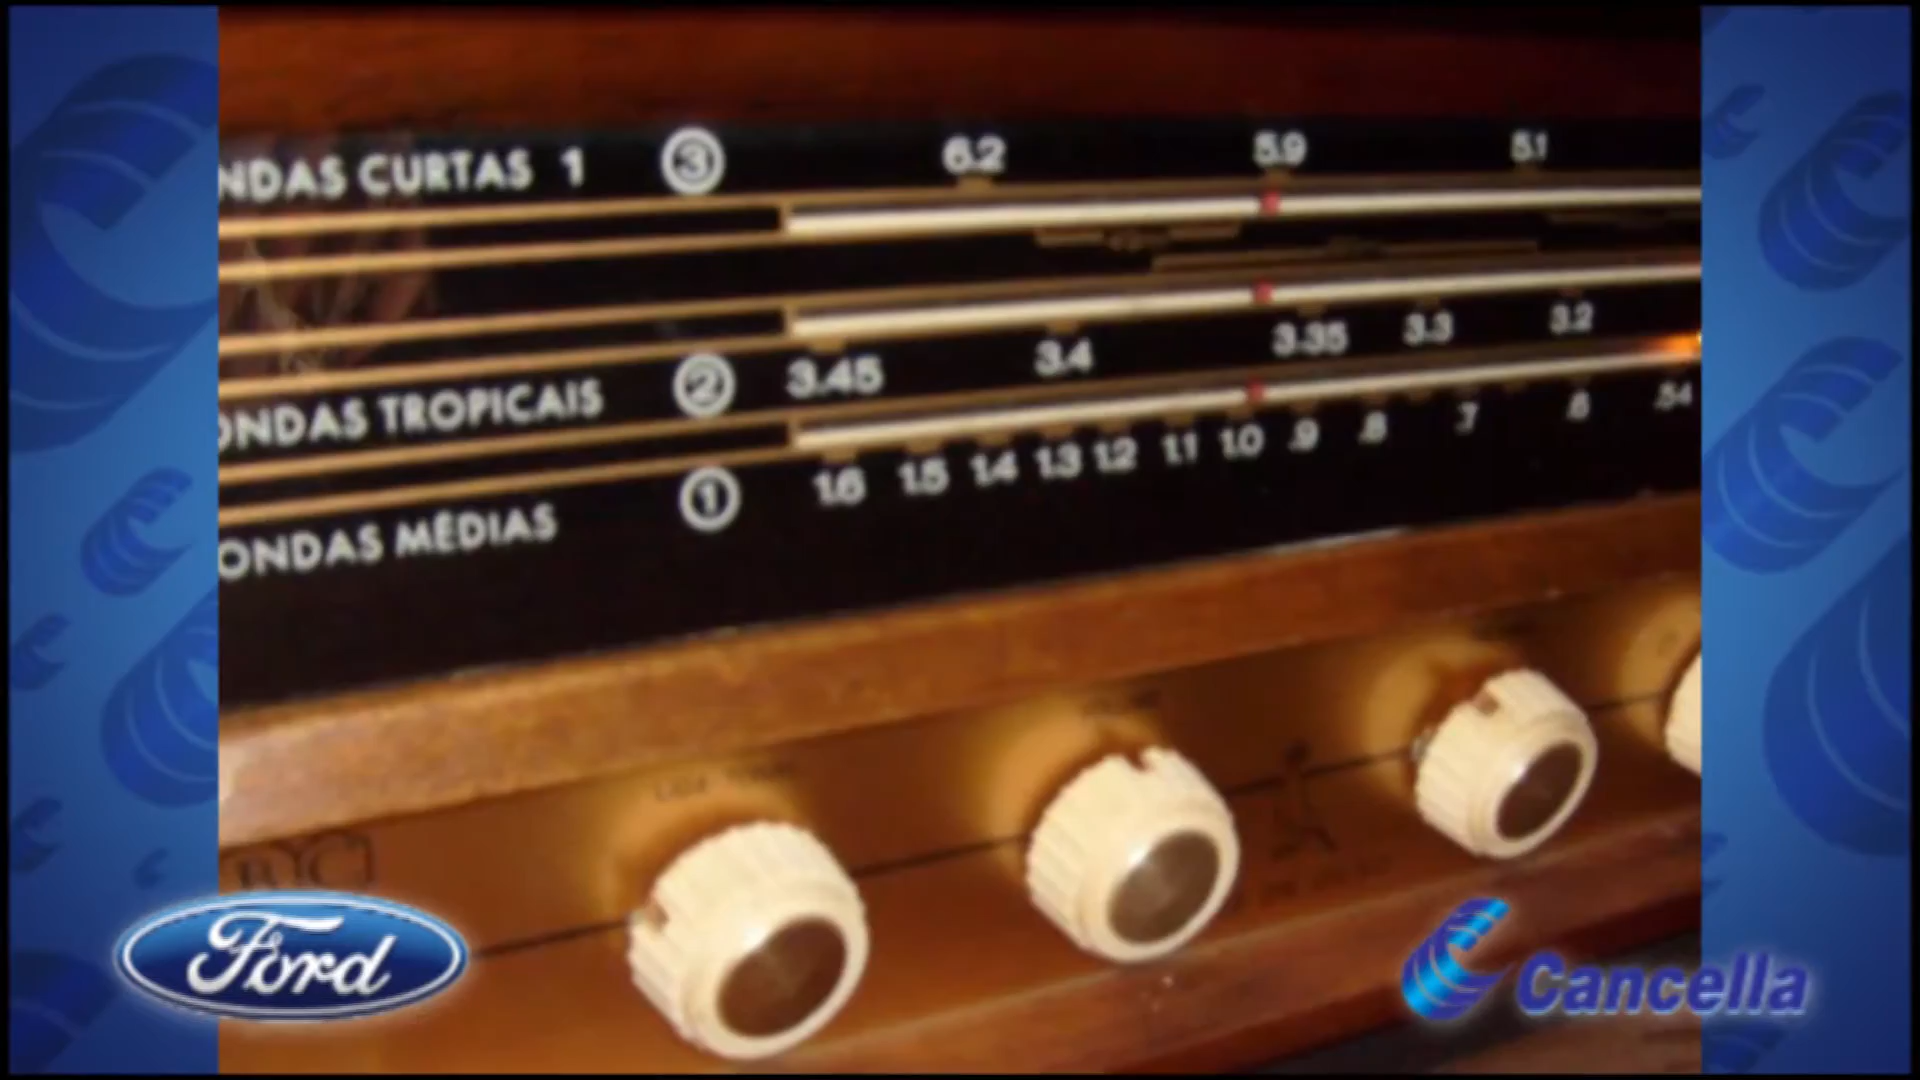 NDAS CURTAS 1 3 6.2 5.9 5.1
ONDAS TROPICAIS 2 3.45 3.4 3.35 3.3 3.2
ONDAS MÉDIAS 1 1.6 1.5 1.4 1.3 1.2 1.1 1.0 .9 .8 .7 .6 .54
Ford
Cancella